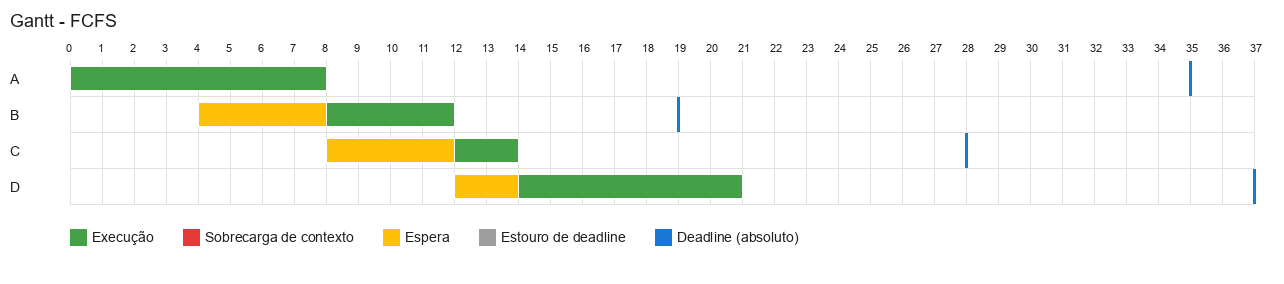 Gantt - FCFS
0 1 2 3 4 5 6 7 8 9 10 11 12 13 14 15 16 17 18 19 20 21 22 23 24 25 26 27 28 29 30 31 32 33 34 35 36 37
A
B
C
D
Execução Sobrecarga de contexto Espera Estouro de deadline Deadline (absoluto)